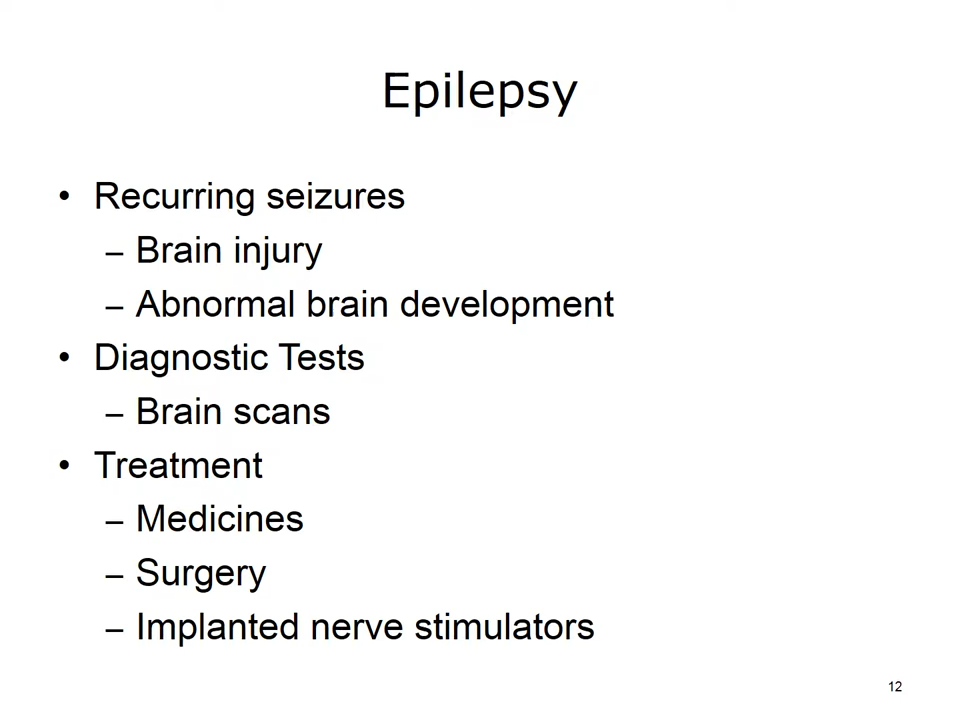 Epilepsy
• Recurring seizures
– Brain injury
– Abnormal brain development
• Diagnostic Tests
– Brain scans
• Treatment
– Medicines
– Surgery
– Implanted nerve stimulators
12